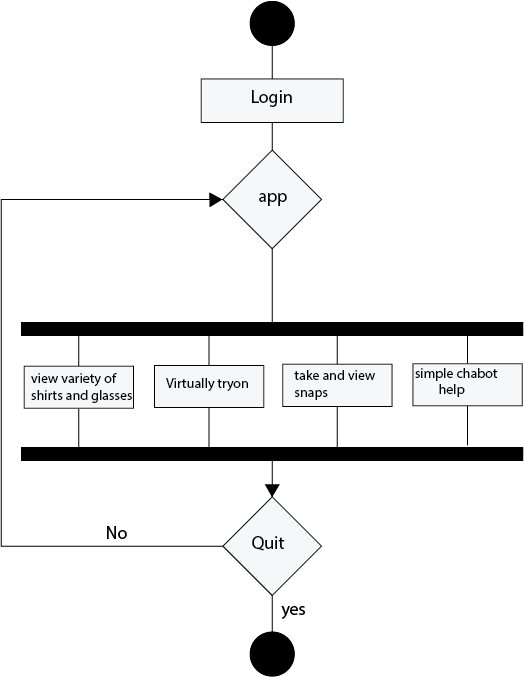 Login
app
view variety of
shirts and glasses
Virtually tryon
take and view
snaps
simple chabot
help
No
Quit
yes